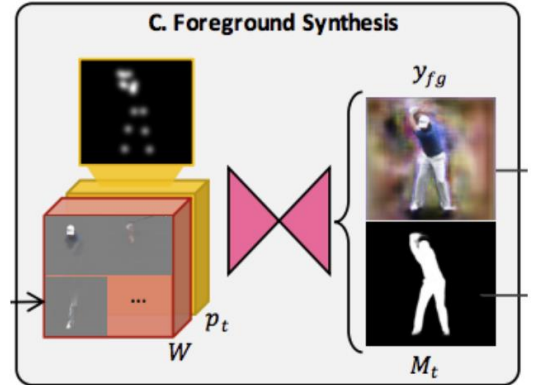 C. Foreground Synthesis
y_{fg}
...
p_t
W
M_t